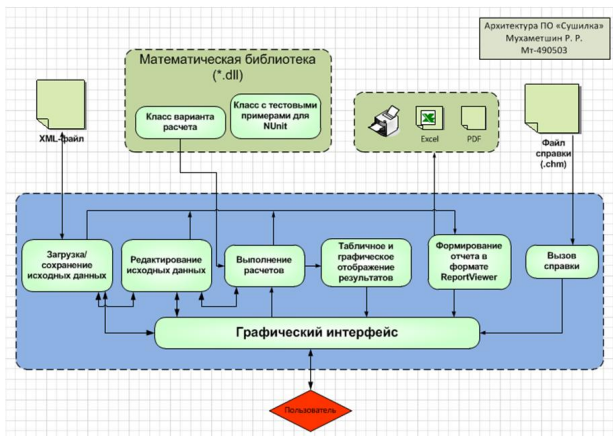 Архитектура ПО «Сушилка»
Мухаметшин Р. Р.
Мт-490503
Математическая библиотека
(*.dll)
Класс варианта
расчета
Класс с тестовыми
примерами для
NUnit
XML-файл
Excel
PDF
Файл
справки
(.chm)
Загрузка/
сохранение
исходных данных
Редактирование
исходных данных
Выполнение
расчетов
Табличное и
графическое
отображение
результатов
Формирование
отчета в
формате
ReportViewer
Вызов
справки
Графический интерфейс
Пользователь